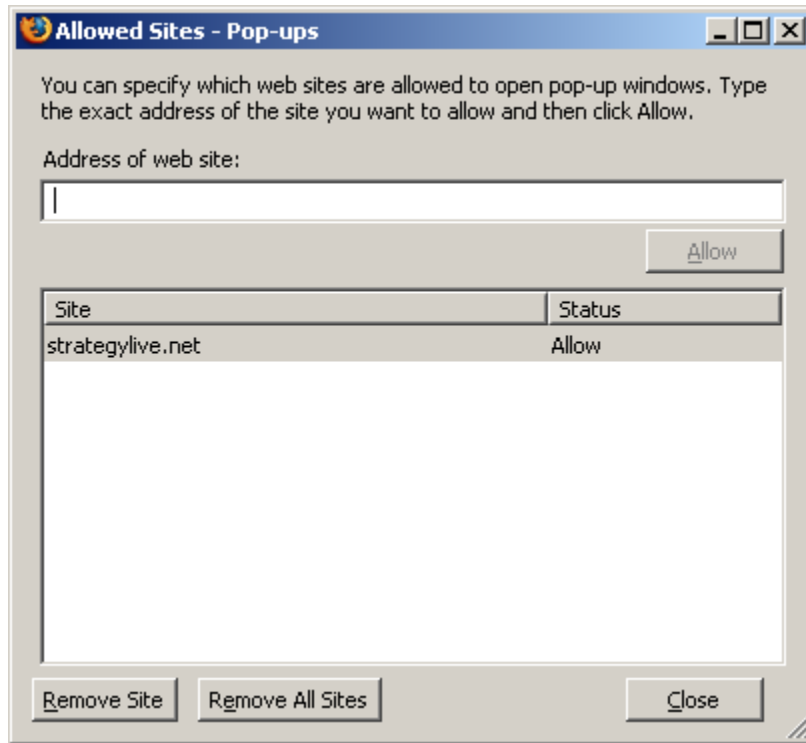 Allowed Sites - Pop-ups
You can specify which web sites are allowed to open pop-up windows. Type
the exact address of the site you want to allow and then click Allow.
Address of web site:
Allow
Site Status
strategylive.net Allow
Remove Site Remove All Sites Close